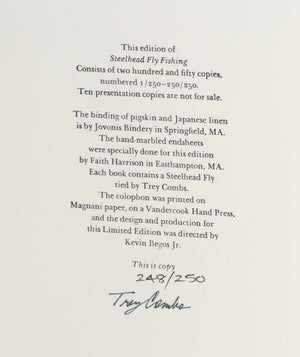 This edition of
Steelhead Fly Fishing
Consists of two hundred and fifty copies,
numbered 1/250–250/250.
Ten presentation copies are not for sale.
The binding of pigskin and Japanese linen
is by Jovonis Bindery in Springfield, MA.
The hand-marbled endsheets
were specially done for this edition
by Faith Harrison in Easthampton, MA.
Each book contains a Steelhead Fly
tied by Trey Combs.
The colophon was printed on
Magnani paper, on a Vandercook Hand Press,
and the design and production for
this Limited Edition was directed by
Kevin Begos Jr.
This is copy
248/250
Trey Combs